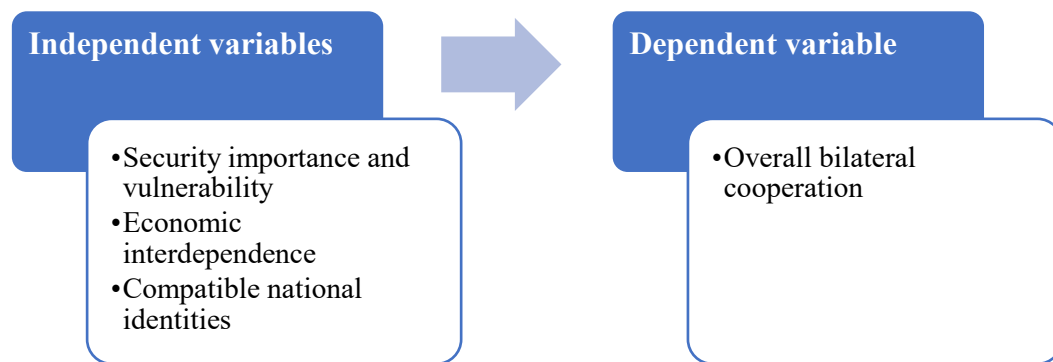 Independent variables
•Security importance and
vulnerability
•Economic
interdependence
•Compatible national
identities
Dependent variable
•Overall bilateral
cooperation